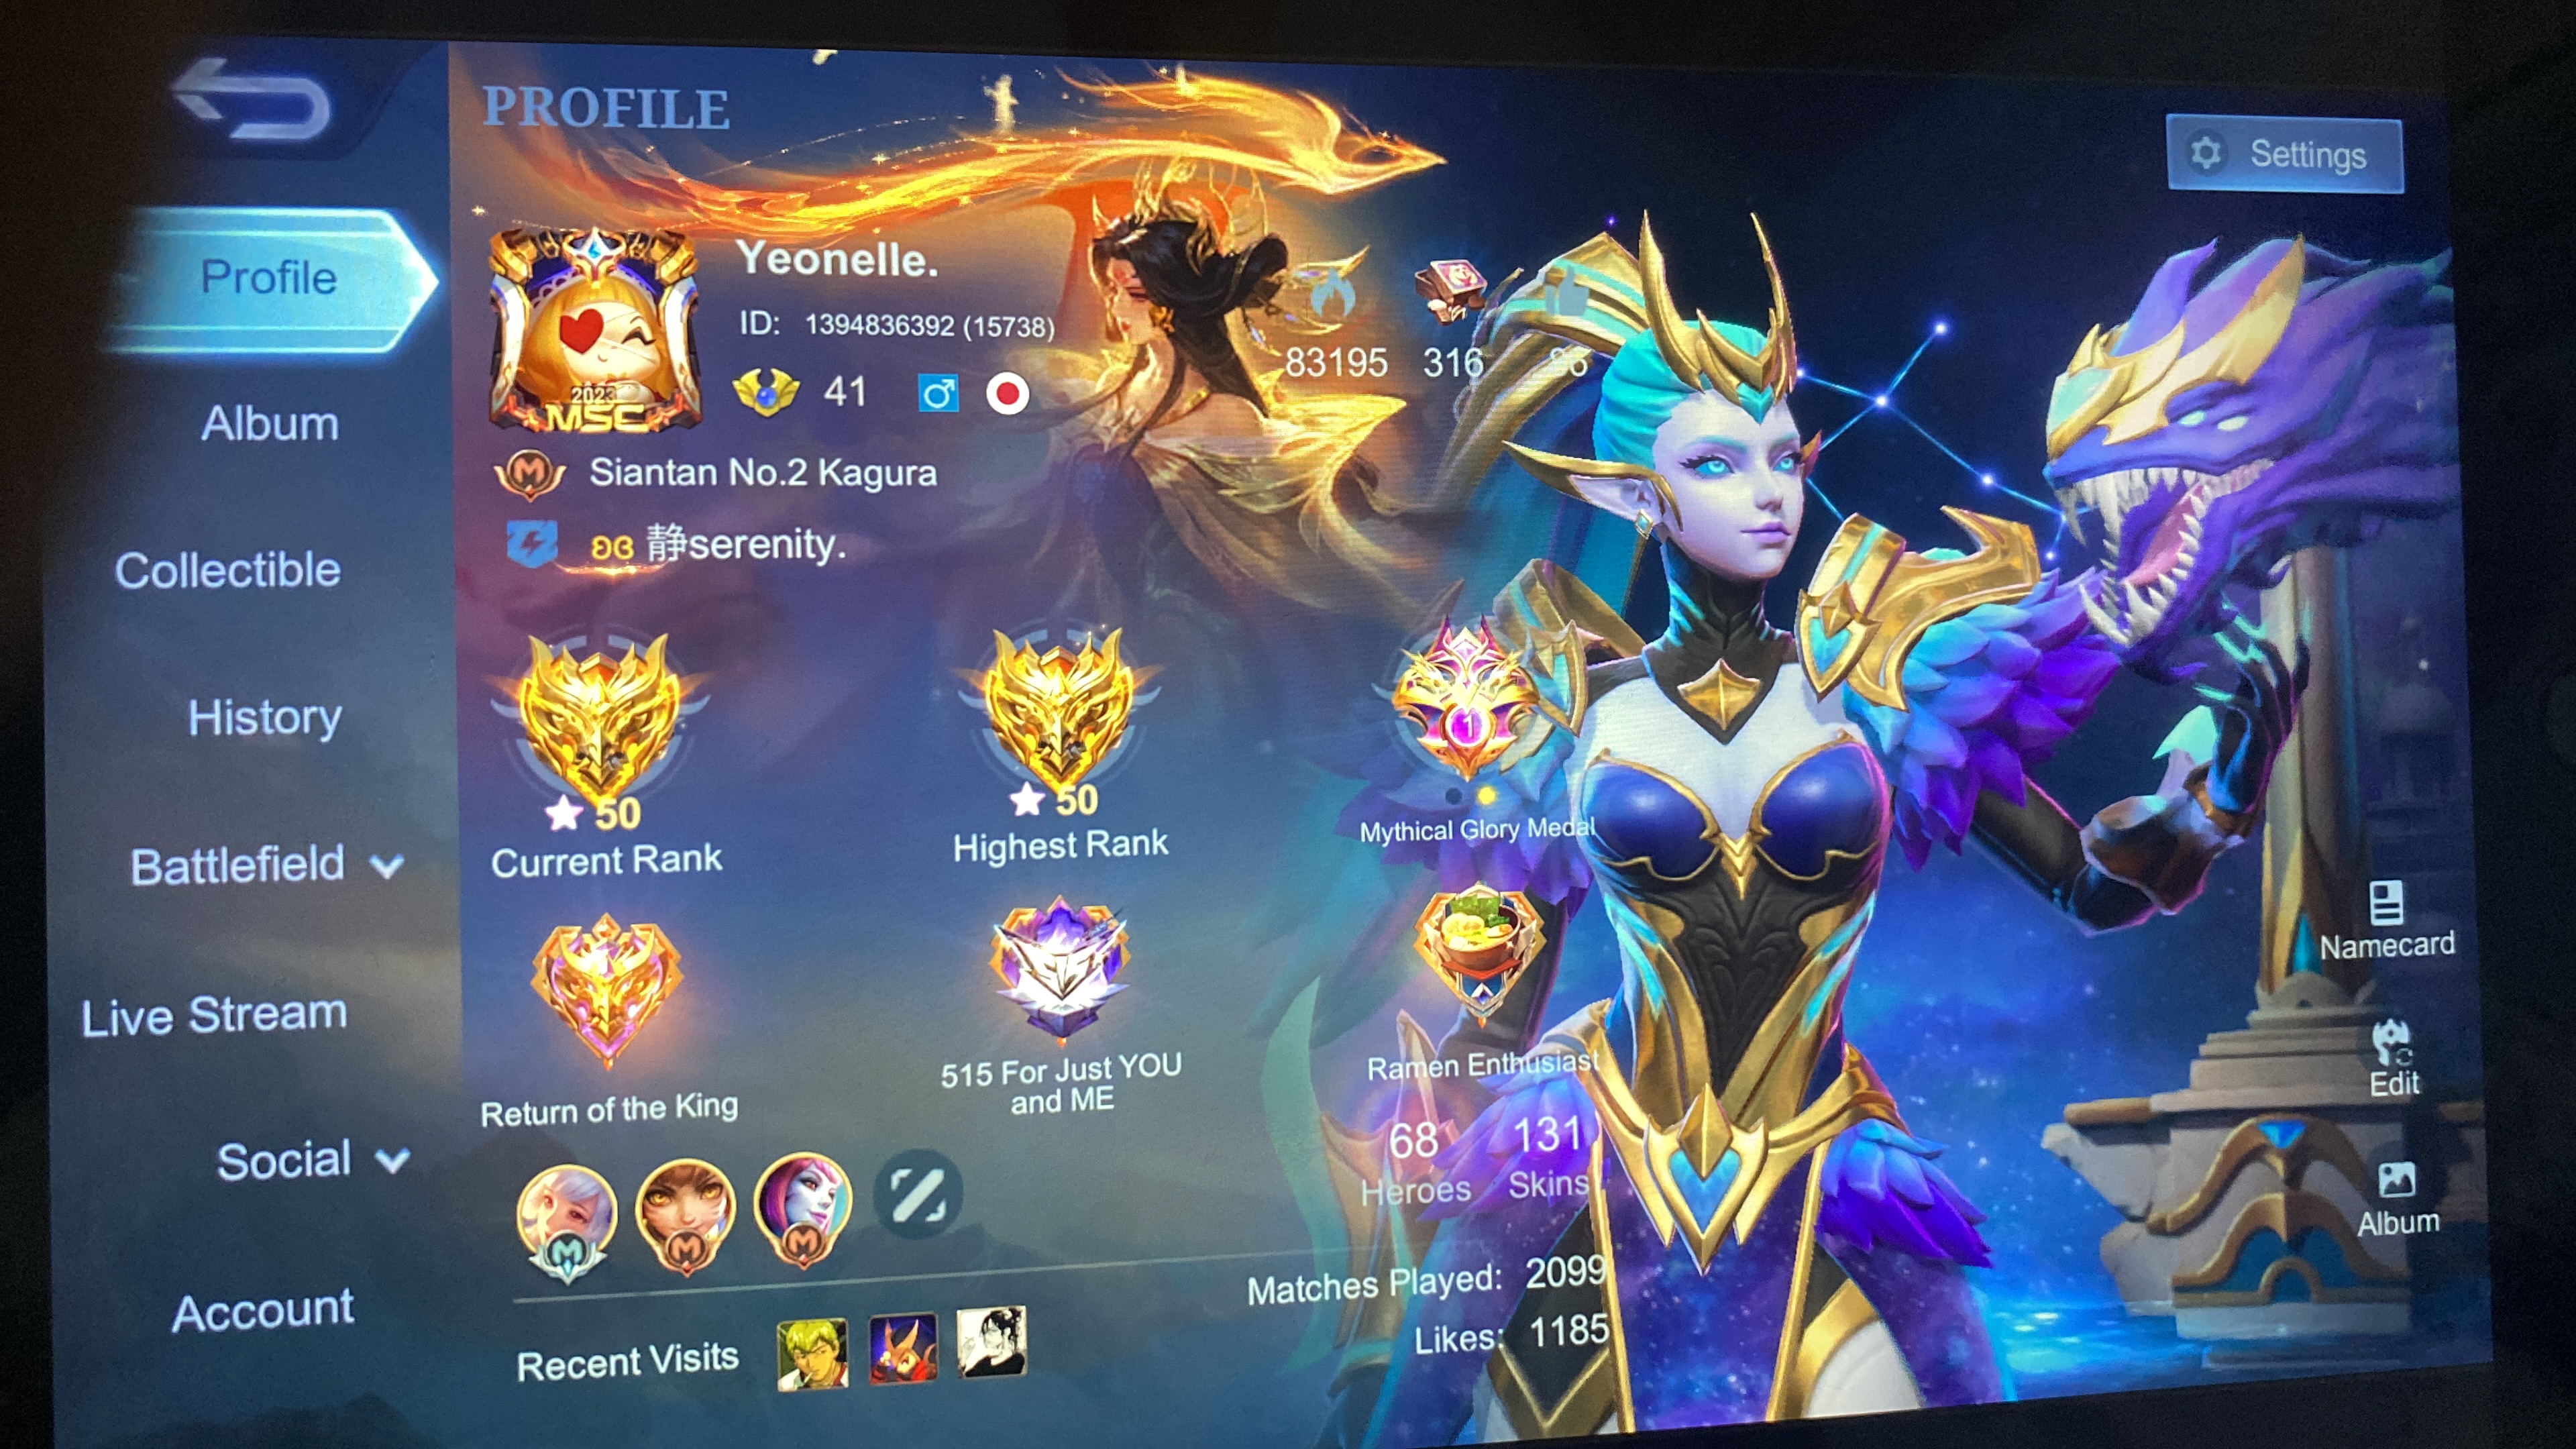 PROFILE
Settings
Profile
Album
Collectible
History
Battlefield
Live Stream
Social
Account
2023
MSC
Yeonelle.
ID: 1394836392 (15738)
41
83195
316
Siantan No.2 Kagura
ʚɞ 静serenity.
50
Current Rank
50
Highest Rank
1
Mythical Glory Medal
Return of the King
515 For Just YOU
and ME
Ramen Enthusiast
68 Heroes
131 Skins
M
M
M
M
Matches Played: 2099
Likes: 1185
Recent Visits
Namecard
Edit
Album